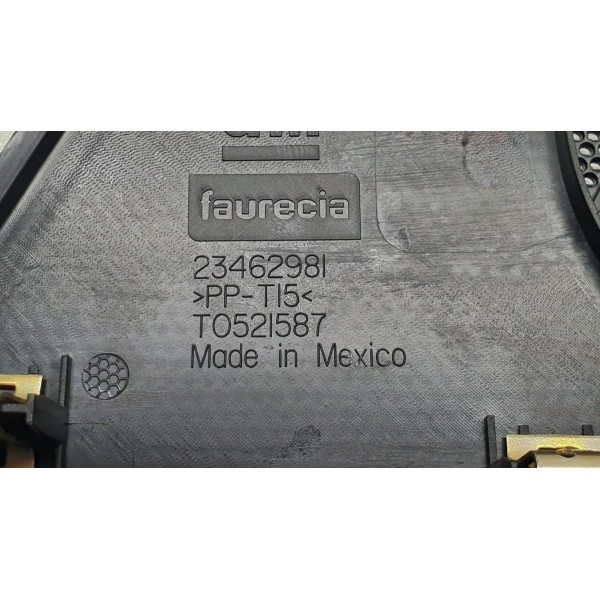 faurecia
23462981
>PP-T15<
T0521587
Made in Mexico